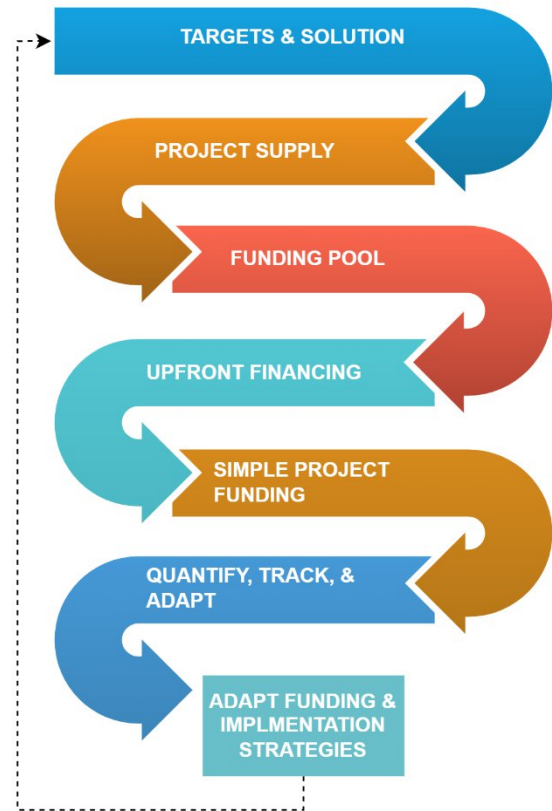 TARGETS & SOLUTION
PROJECT SUPPLY
FUNDING POOL
UPFRONT FINANCING
SIMPLE PROJECT
FUNDING
QUANTIFY, TRACK, &
ADAPT
ADAPT FUNDING &
IMPLMENTATION
STRATEGIES